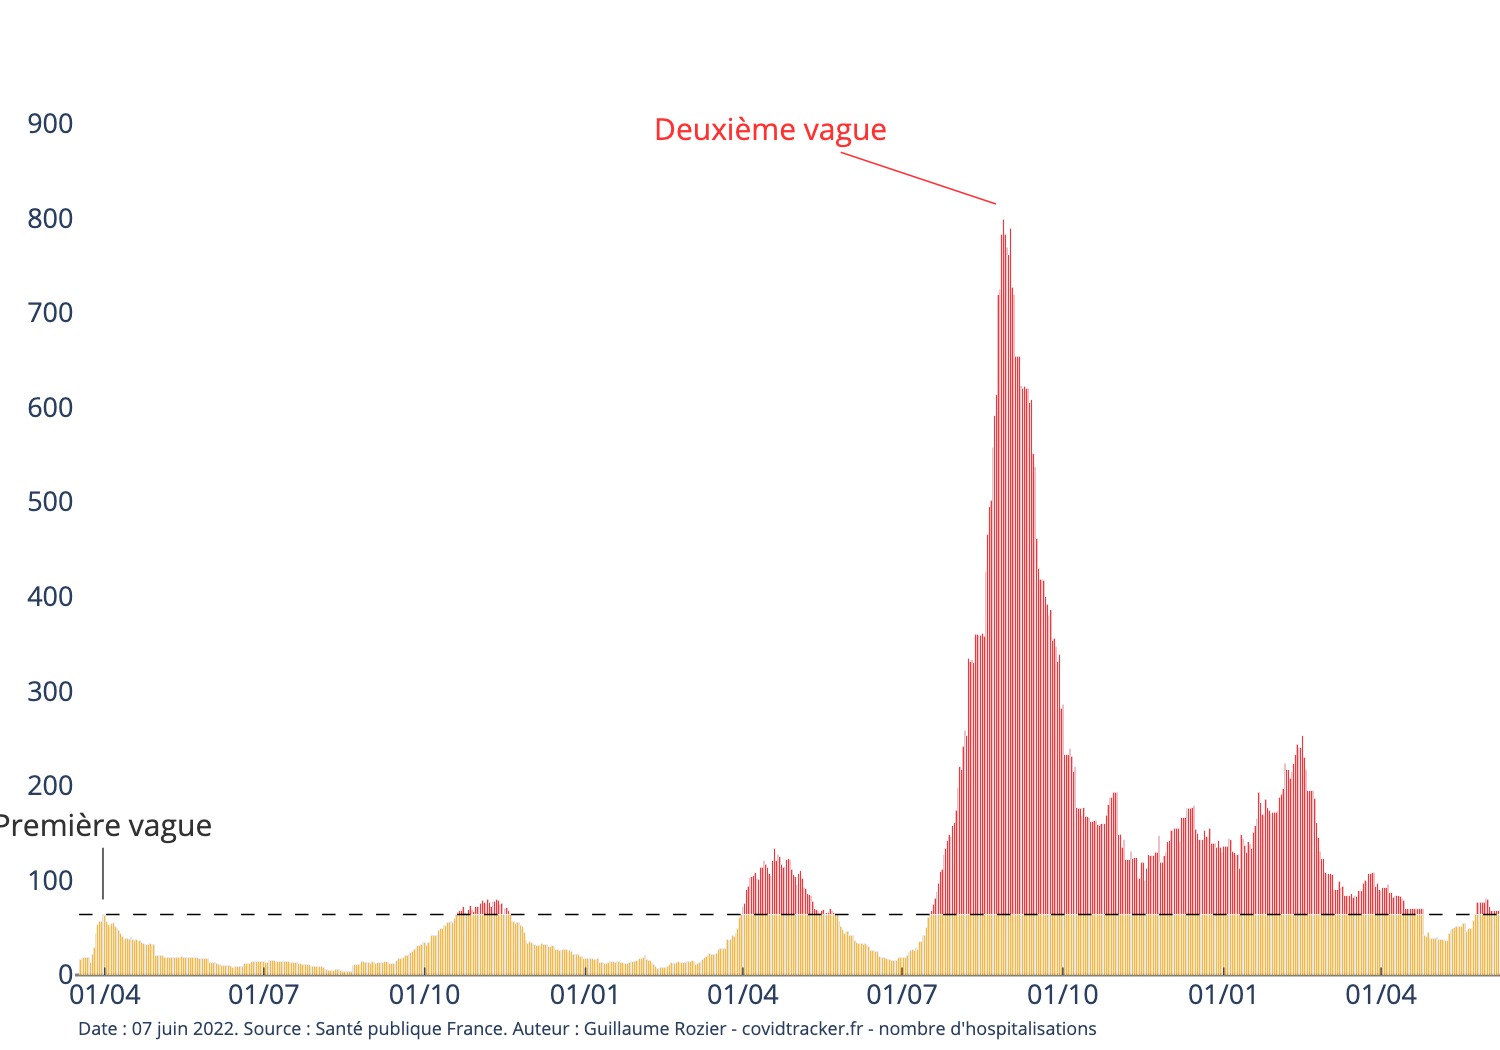 900
Deuxième vague
800
700
600
500
400
300
200
Première vague
100
0
01/04 01/07 01/10 01/01 01/04 01/07 01/10 01/01 01/04
Date : 07 juin 2022. Source : Santé publique France. Auteur : Guillaume Rozier - covidtracker.fr - nombre d'hospitalisations